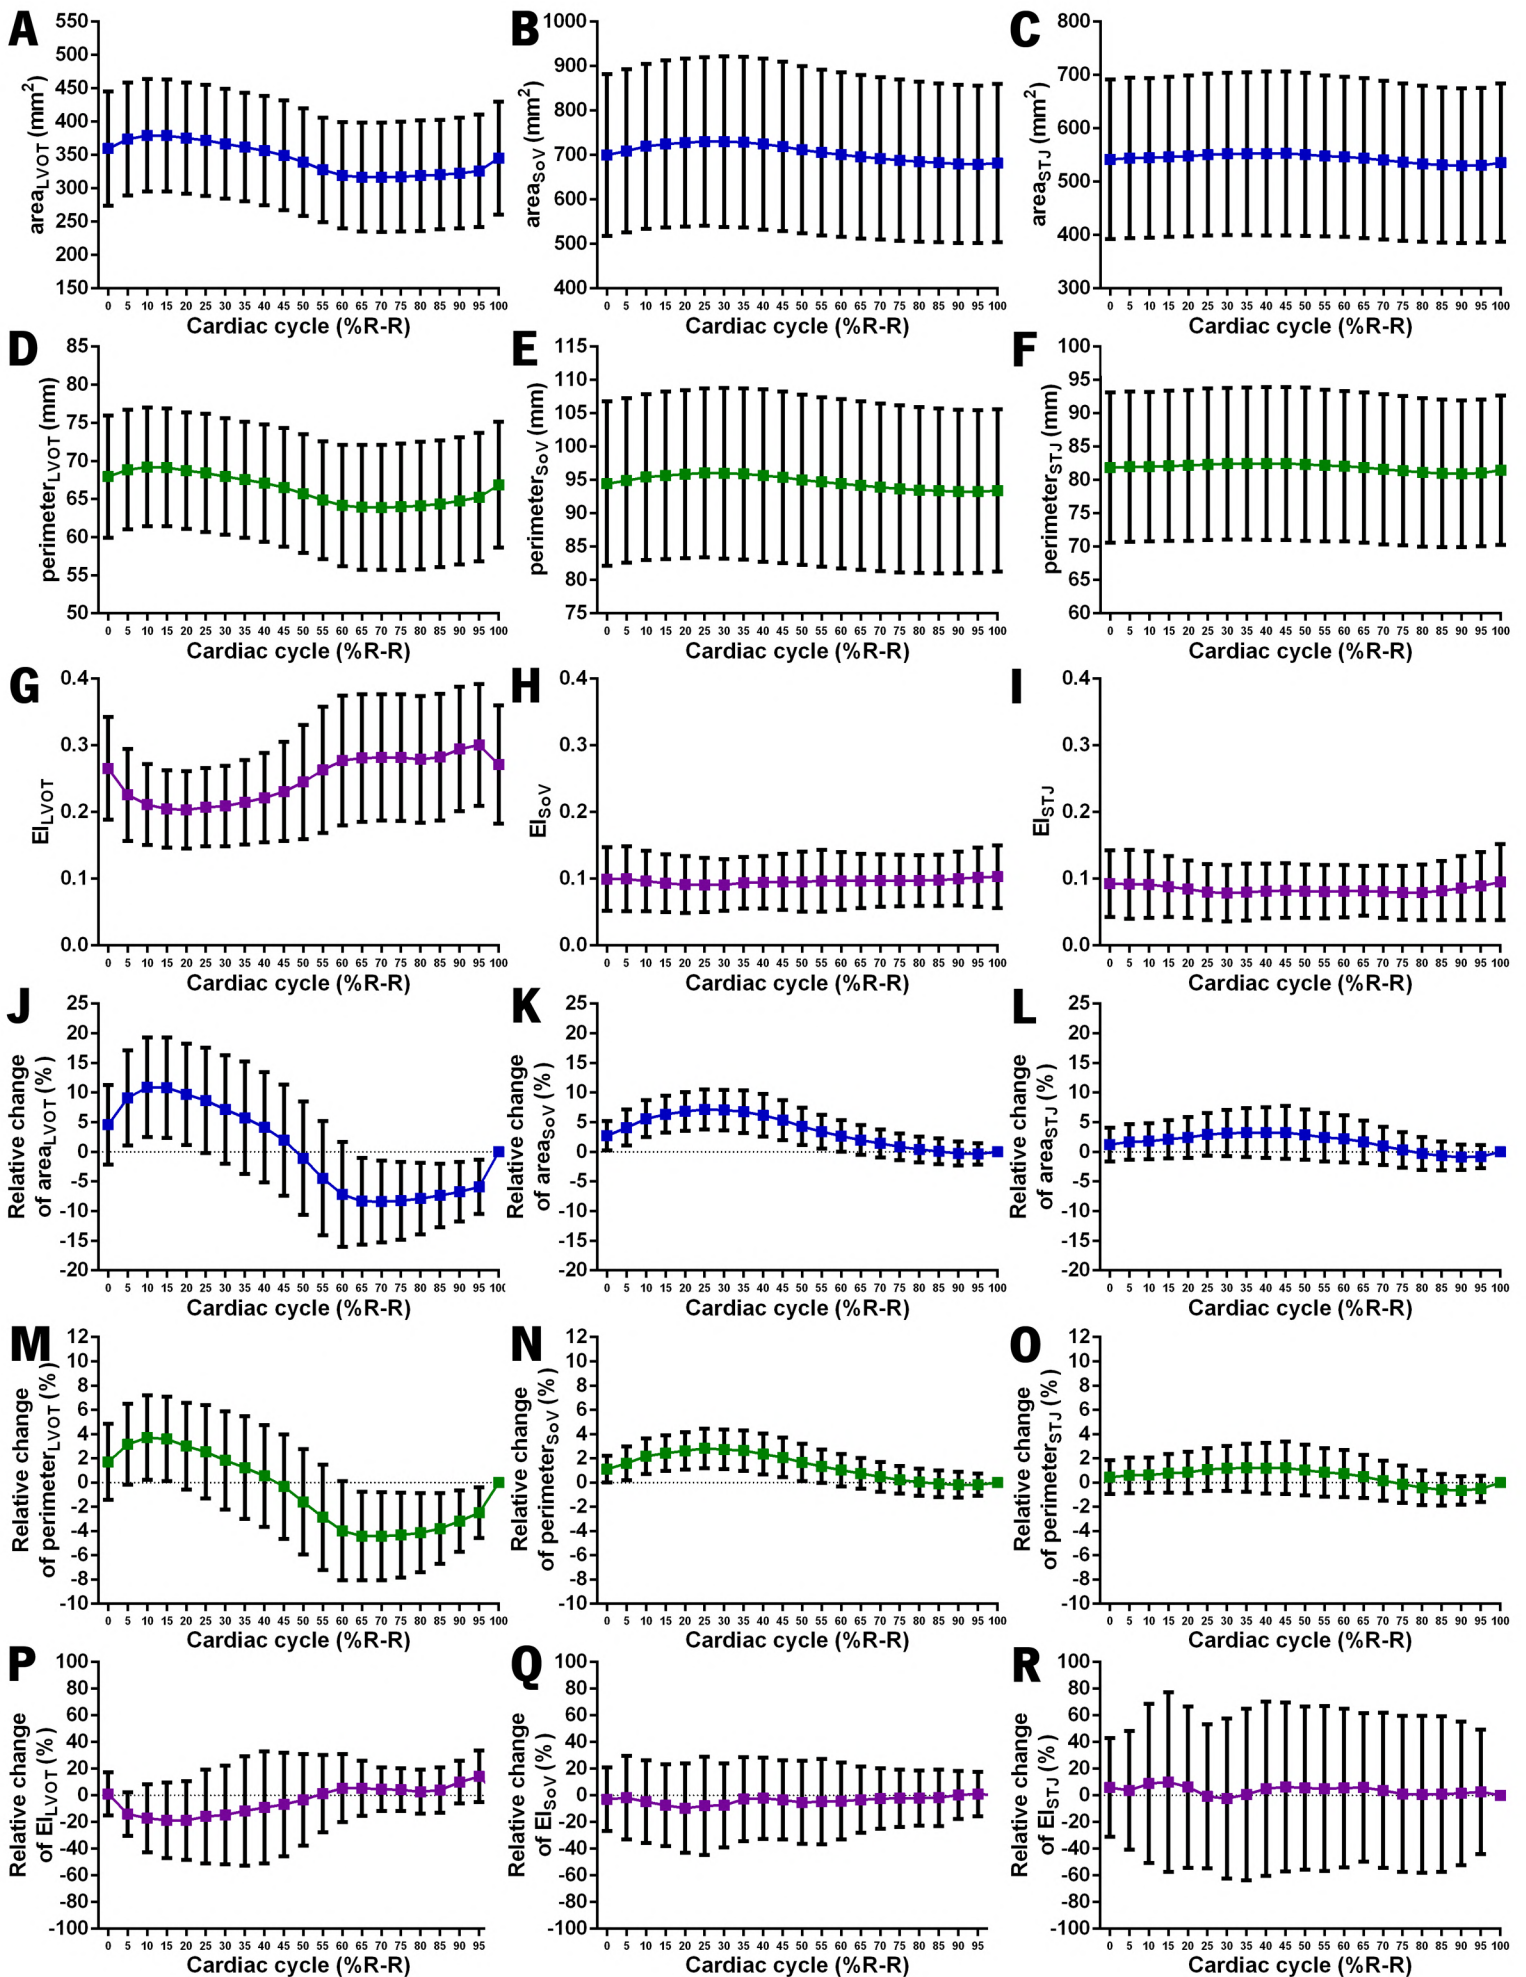 A
area_LVOT (mm²)
550
500
450
400
350
300
250
200
150
0 5 10 15 20 25 30 35 40 45 50 55 60 65 70 75 80 85 90 95 100
Cardiac cycle (%R-R)
B
area_SoV (mm²)
1000
900
800
700
600
500
400
0 5 10 15 20 25 30 35 40 45 50 55 60 65 70 75 80 85 90 95 100
Cardiac cycle (%R-R)
C
area_STJ (mm²)
800
700
600
500
400
300
0 5 10 15 20 25 30 35 40 45 50 55 60 65 70 75 80 85 90 95 100
Cardiac cycle (%R-R)
D
perimeter_LVOT (mm)
85
80
75
70
65
60
55
50
0 5 10 15 20 25 30 35 40 45 50 55 60 65 70 75 80 85 90 95 100
Cardiac cycle (%R-R)
E
perimeter_SoV (mm)
115
110
105
100
95
90
85
80
75
0 5 10 15 20 25 30 35 40 45 50 55 60 65 70 75 80 85 90 95 100
Cardiac cycle (%R-R)
F
perimeter_STJ (mm)
100
95
90
85
80
75
70
65
60
0 5 10 15 20 25 30 35 40 45 50 55 60 65 70 75 80 85 90 95 100
Cardiac cycle (%R-R)
G
EI_LVOT
0.4
0.3
0.2
0.1
0.0
0 5 10 15 20 25 30 35 40 45 50 55 60 65 70 75 80 85 90 95 100
Cardiac cycle (%R-R)
H
EI_SoV
0.4
0.3
0.2
0.1
0.0
0 5 10 15 20 25 30 35 40 45 50 55 60 65 70 75 80 85 90 95 100
Cardiac cycle (%R-R)
I
EI_STJ
0.4
0.3
0.2
0.1
0.0
0 5 10 15 20 25 30 35 40 45 50 55 60 65 70 75 80 85 90 95 100
Cardiac cycle (%R-R)
J
Relative change
of area_LVOT (%)
25
20
15
10
5
0
-5
-10
-15
-20
0 5 10 15 20 25 30 35 40 45 50 55 60 65 70 75 80 85 90 95 100
Cardiac cycle (%R-R)
K
Relative change
of area_SoV (%)
25
20
15
10
5
0
-5
-10
-15
-20
0 5 10 15 20 25 30 35 40 45 50 55 60 65 70 75 80 85 90 95 100
Cardiac cycle (%R-R)
L
Relative change
of area_STJ (%)
25
20
15
10
5
0
-5
-10
-15
-20
0 5 10 15 20 25 30 35 40 45 50 55 60 65 70 75 80 85 90 95 100
Cardiac cycle (%R-R)
M
Relative change
of perimeter_LVOT (%)
12
10
8
6
4
2
0
-2
-4
-6
-8
-10
0 5 10 15 20 25 30 35 40 45 50 55 60 65 70 75 80 85 90 95 100
Cardiac cycle (%R-R)
N
Relative change
of perimeter_SoV (%)
12
10
8
6
4
2
0
-2
-4
-6
-8
-10
0 5 10 15 20 25 30 35 40 45 50 55 60 65 70 75 80 85 90 95 100
Cardiac cycle (%R-R)
O
Relative change
of perimeter_STJ (%)
12
10
8
6
4
2
0
-2
-4
-6
-8
-10
0 5 10 15 20 25 30 35 40 45 50 55 60 65 70 75 80 85 90 95 100
Cardiac cycle (%R-R)
P
Relative change
of EI_LVOT (%)
100
80
60
40
20
0
-20
-40
-60
-80
-100
0 5 10 15 20 25 30 35 40 45 50 55 60 65 70 75 80 85 90 95
Cardiac cycle (%R-R)
Q
Relative change
of EI_SoV (%)
100
80
60
40
20
0
-20
-40
-60
-80
-100
0 5 10 15 20 25 30 35 40 45 50 55 60 65 70 75 80 85 90 95
Cardiac cycle (%R-R)
R
Relative change
of EI_STJ (%)
100
80
60
40
20
0
-20
-40
-60
-80
-100
0 5 10 15 20 25 30 35 40 45 50 55 60 65 70 75 80 85 90 95 100
Cardiac cycle (%R-R)